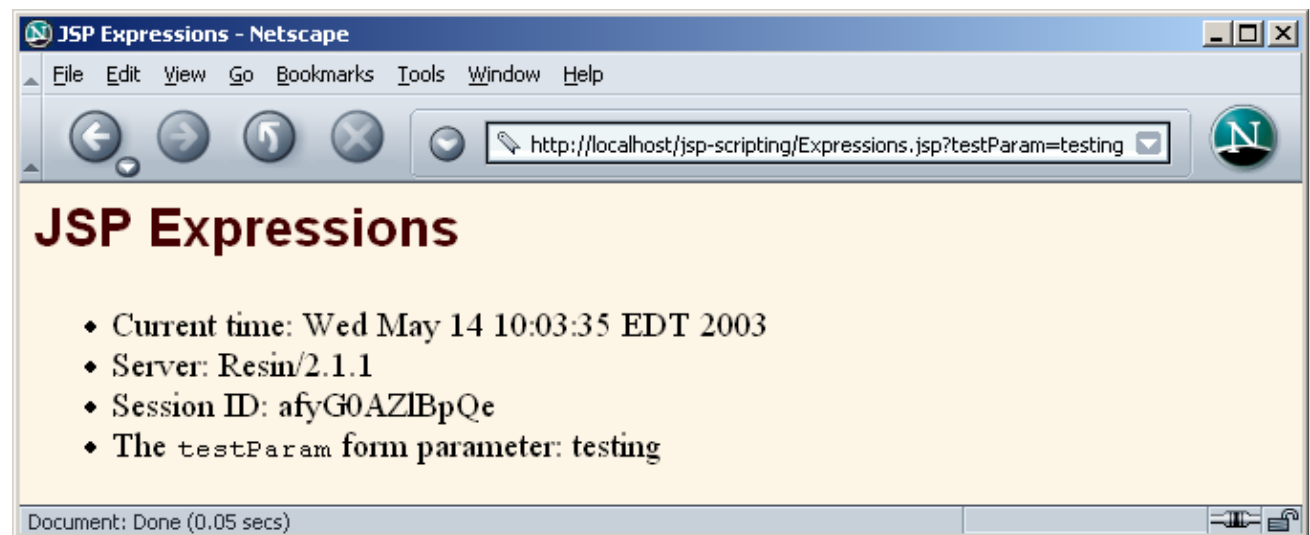 JSP Expressions - Netscape
File Edit View Go Bookmarks Tools Window Help
http://localhost/jsp-scripting/Expressions.jsp?testParam=testing
N
JSP Expressions
• Current time: Wed May 14 10:03:35 EDT 2003
• Server: Resin/2.1.1
• Session ID: afyG0AZlBpQe
• The testParam form parameter: testing
Document: Done (0.05 secs)